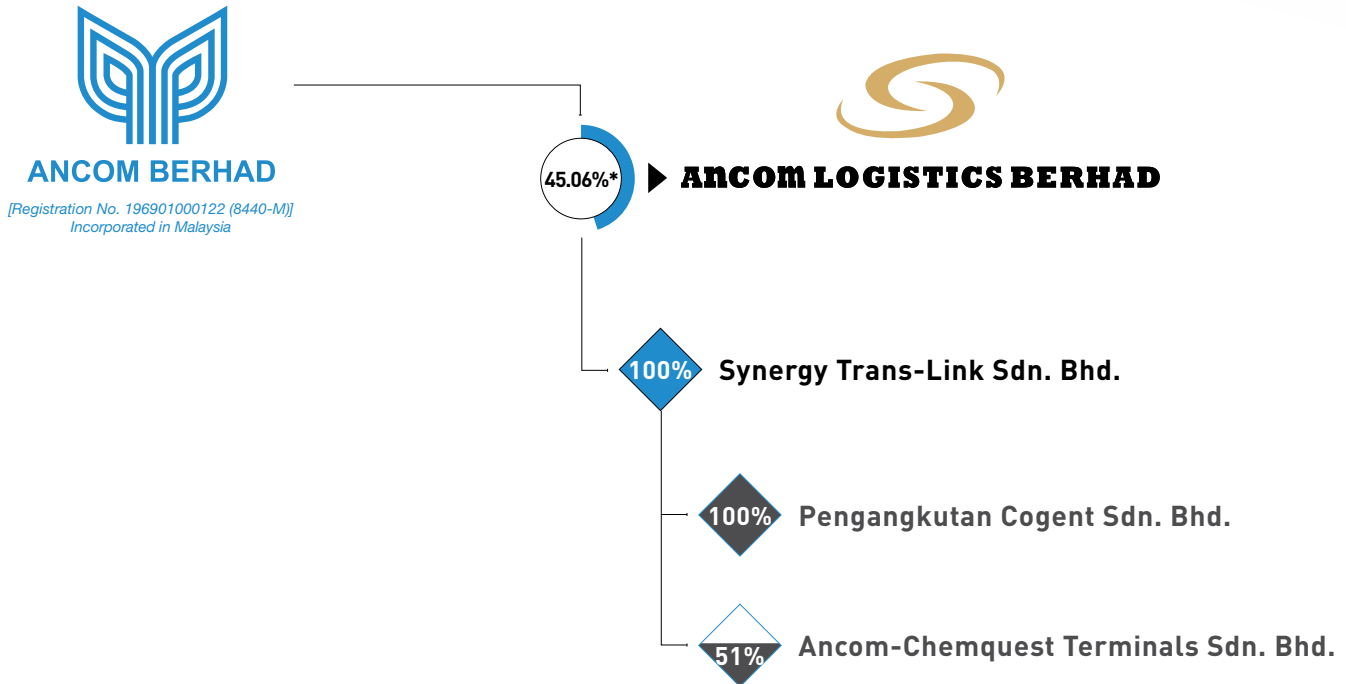 ANCOM BERHAD
[Registration No. 196901000122 (8440-M)]
Incorporated in Malaysia
45.06%*
ANCOM LOGISTICS BERHAD
100%
Synergy Trans-Link Sdn. Bhd.
100%
Pengangkutan Cogent Sdn. Bhd.
51%
Ancom-Chemquest Terminals Sdn. Bhd.